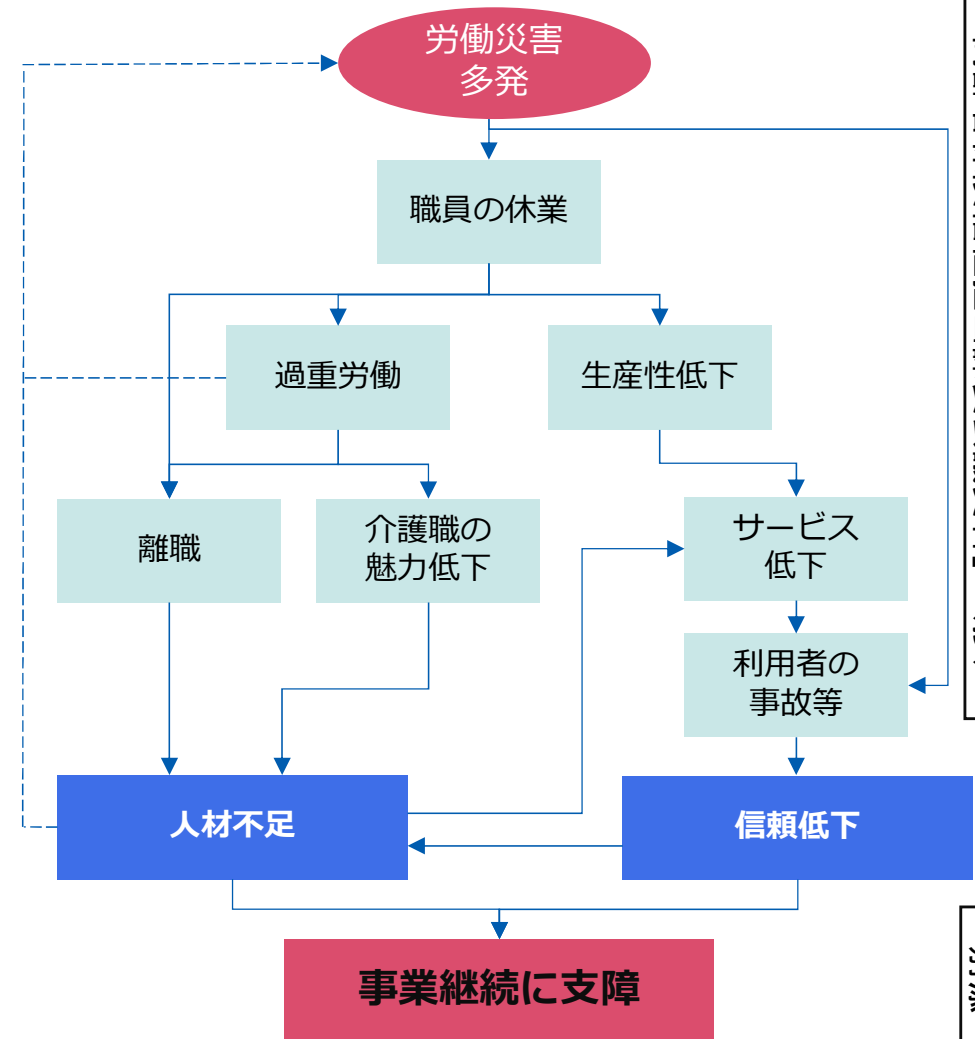 労働災害
多発
職員の休業
過重労働
生産性低下
離職
介護職の
魅力低下
サービス
低下
利用者の
事故等
人材不足
信頼低下
事業継続に支障